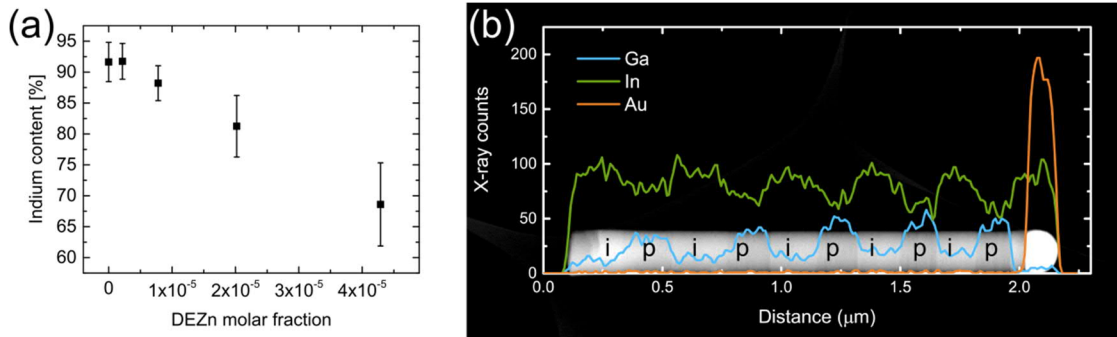 (a)
95
90
85
80
75
70
65
60
Indium content [%]
0 1x10⁻⁵ 2x10⁻⁵ 3x10⁻⁵ 4x10⁻⁵
DEZn molar fraction
(b)
200
150
100
50
0
X-ray counts
Ga
In
Au
i p i p i p i p i p
0.0 0.5 1.0 1.5 2.0
Distance (μm)